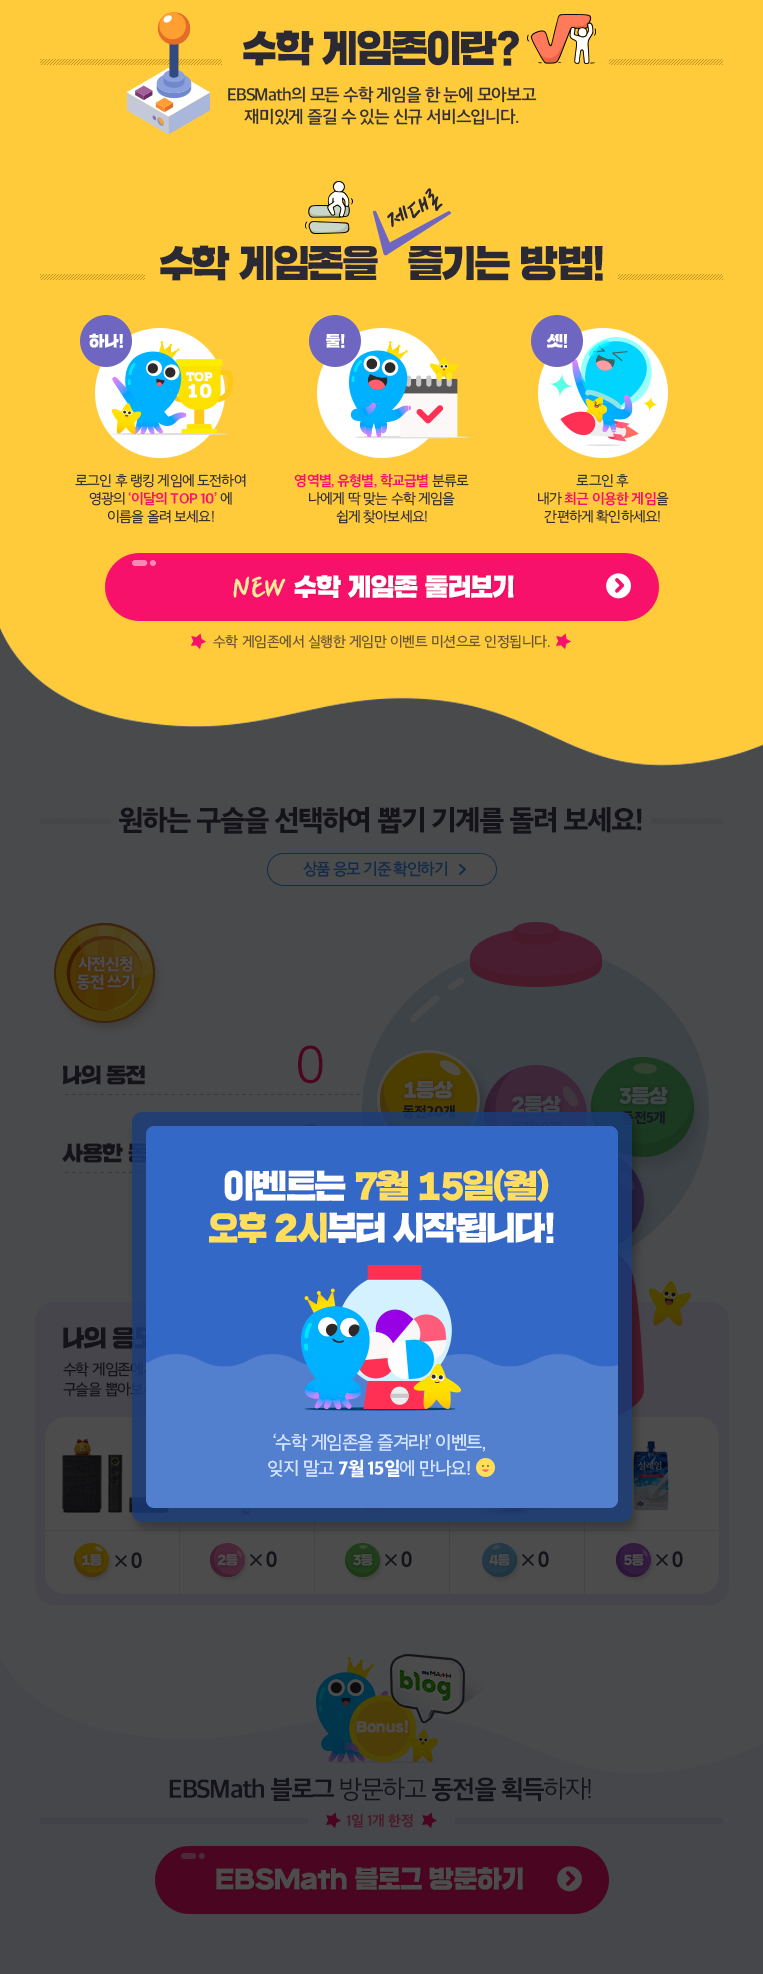 수학 게임존이란?
EBSMath의 모든 수학 게임을 한 눈에 모아보고
재미있게 즐길 수 있는 신규 서비스입니다.
제대로
수학 게임존을 즐기는 방법!
하나!
TOP
10
로그인 후 랭킹 게임에 도전하여
영광의 ‘이달의 TOP 10’ 에
이름을 올려 보세요!
둘!
영역별, 유형별, 학교급별 분류로
나에게 딱 맞는 수학 게임을
쉽게 찾아보세요!
셋!
로그인 후
내가 최근 이용한 게임을
간편하게 확인하세요!
NEW 수학 게임존 둘러보기
수학 게임존에서 실행한 게임만 이벤트 미션으로 인정됩니다.
원하는 구슬을 선택하여 뽑기 기계를 돌려 보세요!
상품 응모 기준 확인하기
사전신청
동전 쓰기
나의 동전
0
사용한
1등상
동전20개
2등상
3등상
동전5개
이벤트는 7월 15일(월)
오후 2시부터 시작됩니다!
‘수학 게임존을 즐겨라!’ 이벤트,
잊지 말고 7월 15일에 만나요!
나의 응모
수학 게임존에
구슬을 뽑아
설레임
1등 ×0
2등 ×0
3등 ×0
4등 ×0
5등 ×0
MATH
blog
Bonus!
EBSMath 블로그 방문하고 동전을 획득하자!
1일 1개 한정
EBSMath 블로그 방문하기